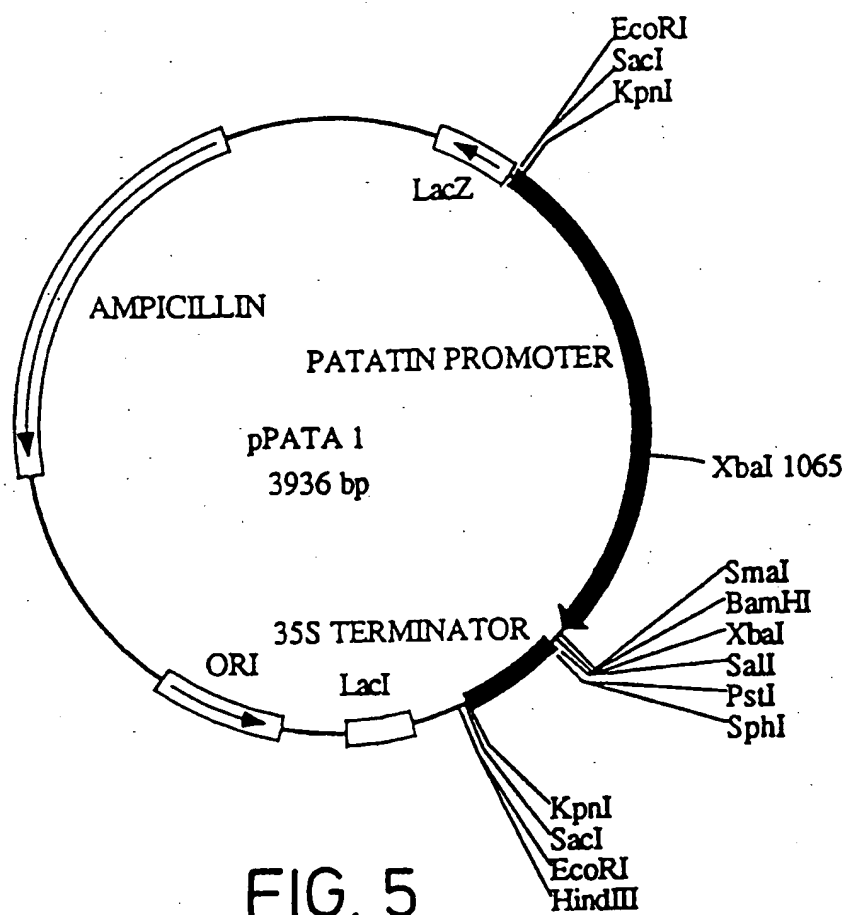 EcoRI
SacI
KpnI
LacZ
AMPICILLIN
PATATIN PROMOTER
pPATA 1
3936 bp
XbaI 1065
SmaI
BamHI
XbaI
SalI
PstI
SphI
35S TERMINATOR
ORI
LacI
KpnI
SacI
EcoRI
HindIII
FIG. 5